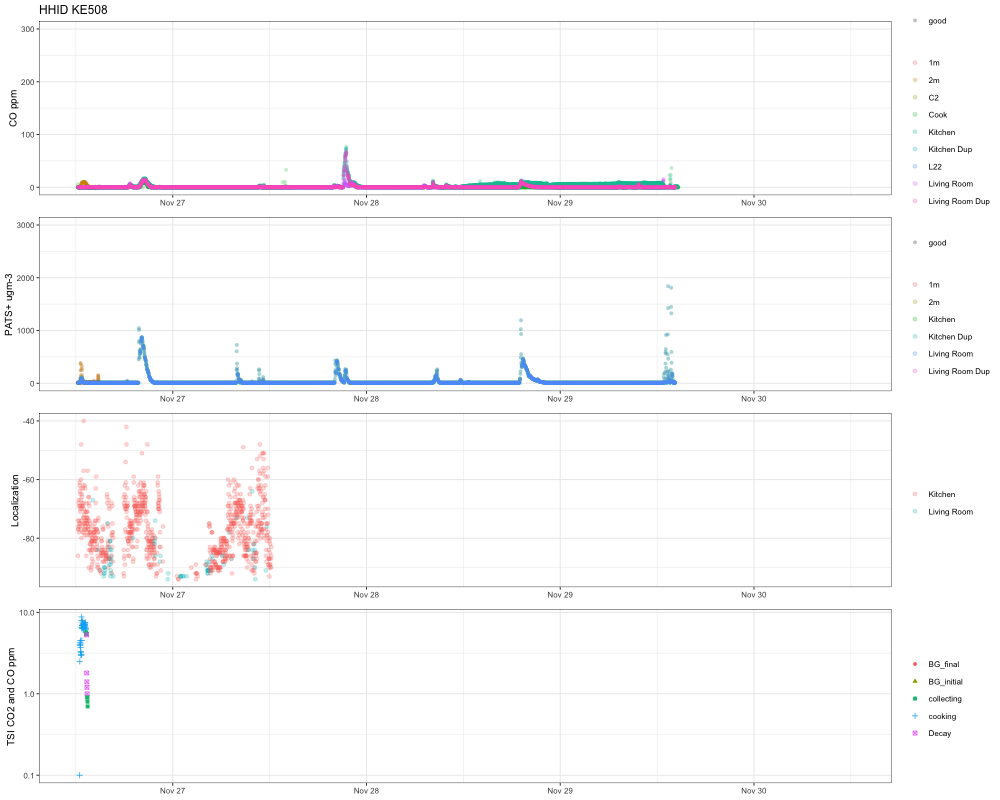 HHID KE508
CO ppm
300
200
100
0
Nov 27
Nov 28
Nov 29
Nov 30
good
1m
2m
C2
Cook
Kitchen
Kitchen Dup
L22
Living Room
Living Room Dup
PATS+ ugm-3
3000
2000
1000
0
Nov 27
Nov 28
Nov 29
Nov 30
good
1m
2m
Kitchen
Kitchen Dup
Living Room
Living Room Dup
Localization
-40
-60
-80
Nov 27
Nov 28
Nov 29
Nov 30
Kitchen
Living Room
TSI CO2 and CO ppm
10.0
1.0
0.1
Nov 27
Nov 28
Nov 29
Nov 30
BG_final
BG_initial
collecting
cooking
Decay